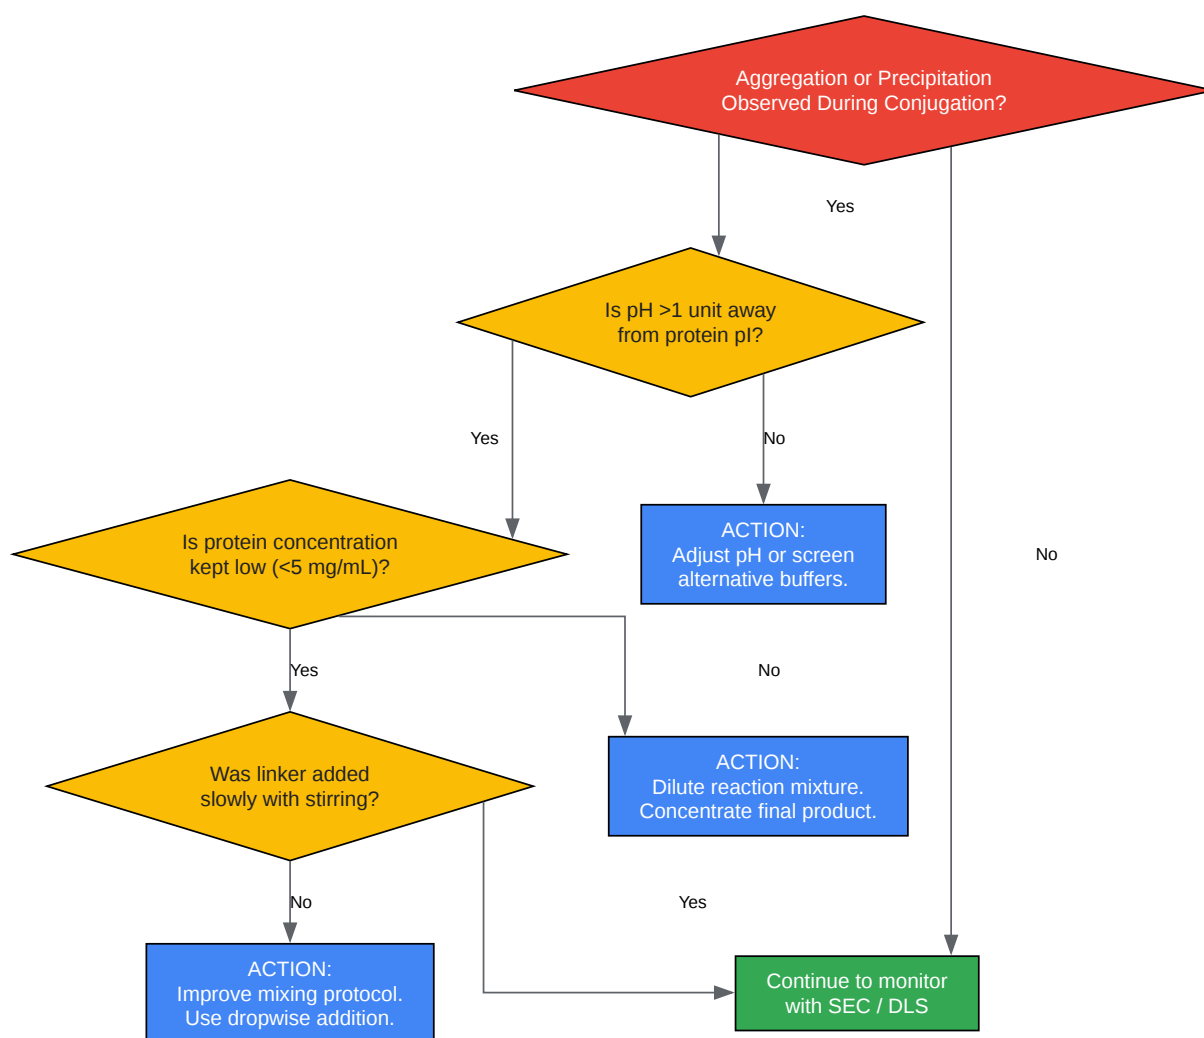 Aggregation or Precipitation
Observed During Conjugation?
Yes
Is pH >1 unit away
from protein pI?
Yes
No
Is protein concentration
kept low (<5 mg/mL)?
ACTION:
Adjust pH or screen
alternative buffers.
No
Yes
No
Was linker added
slowly with stirring?
ACTION:
Dilute reaction mixture.
Concentrate final product.
No
Yes
ACTION:
Improve mixing protocol.
Use dropwise addition.
Continue to monitor
with SEC / DLS